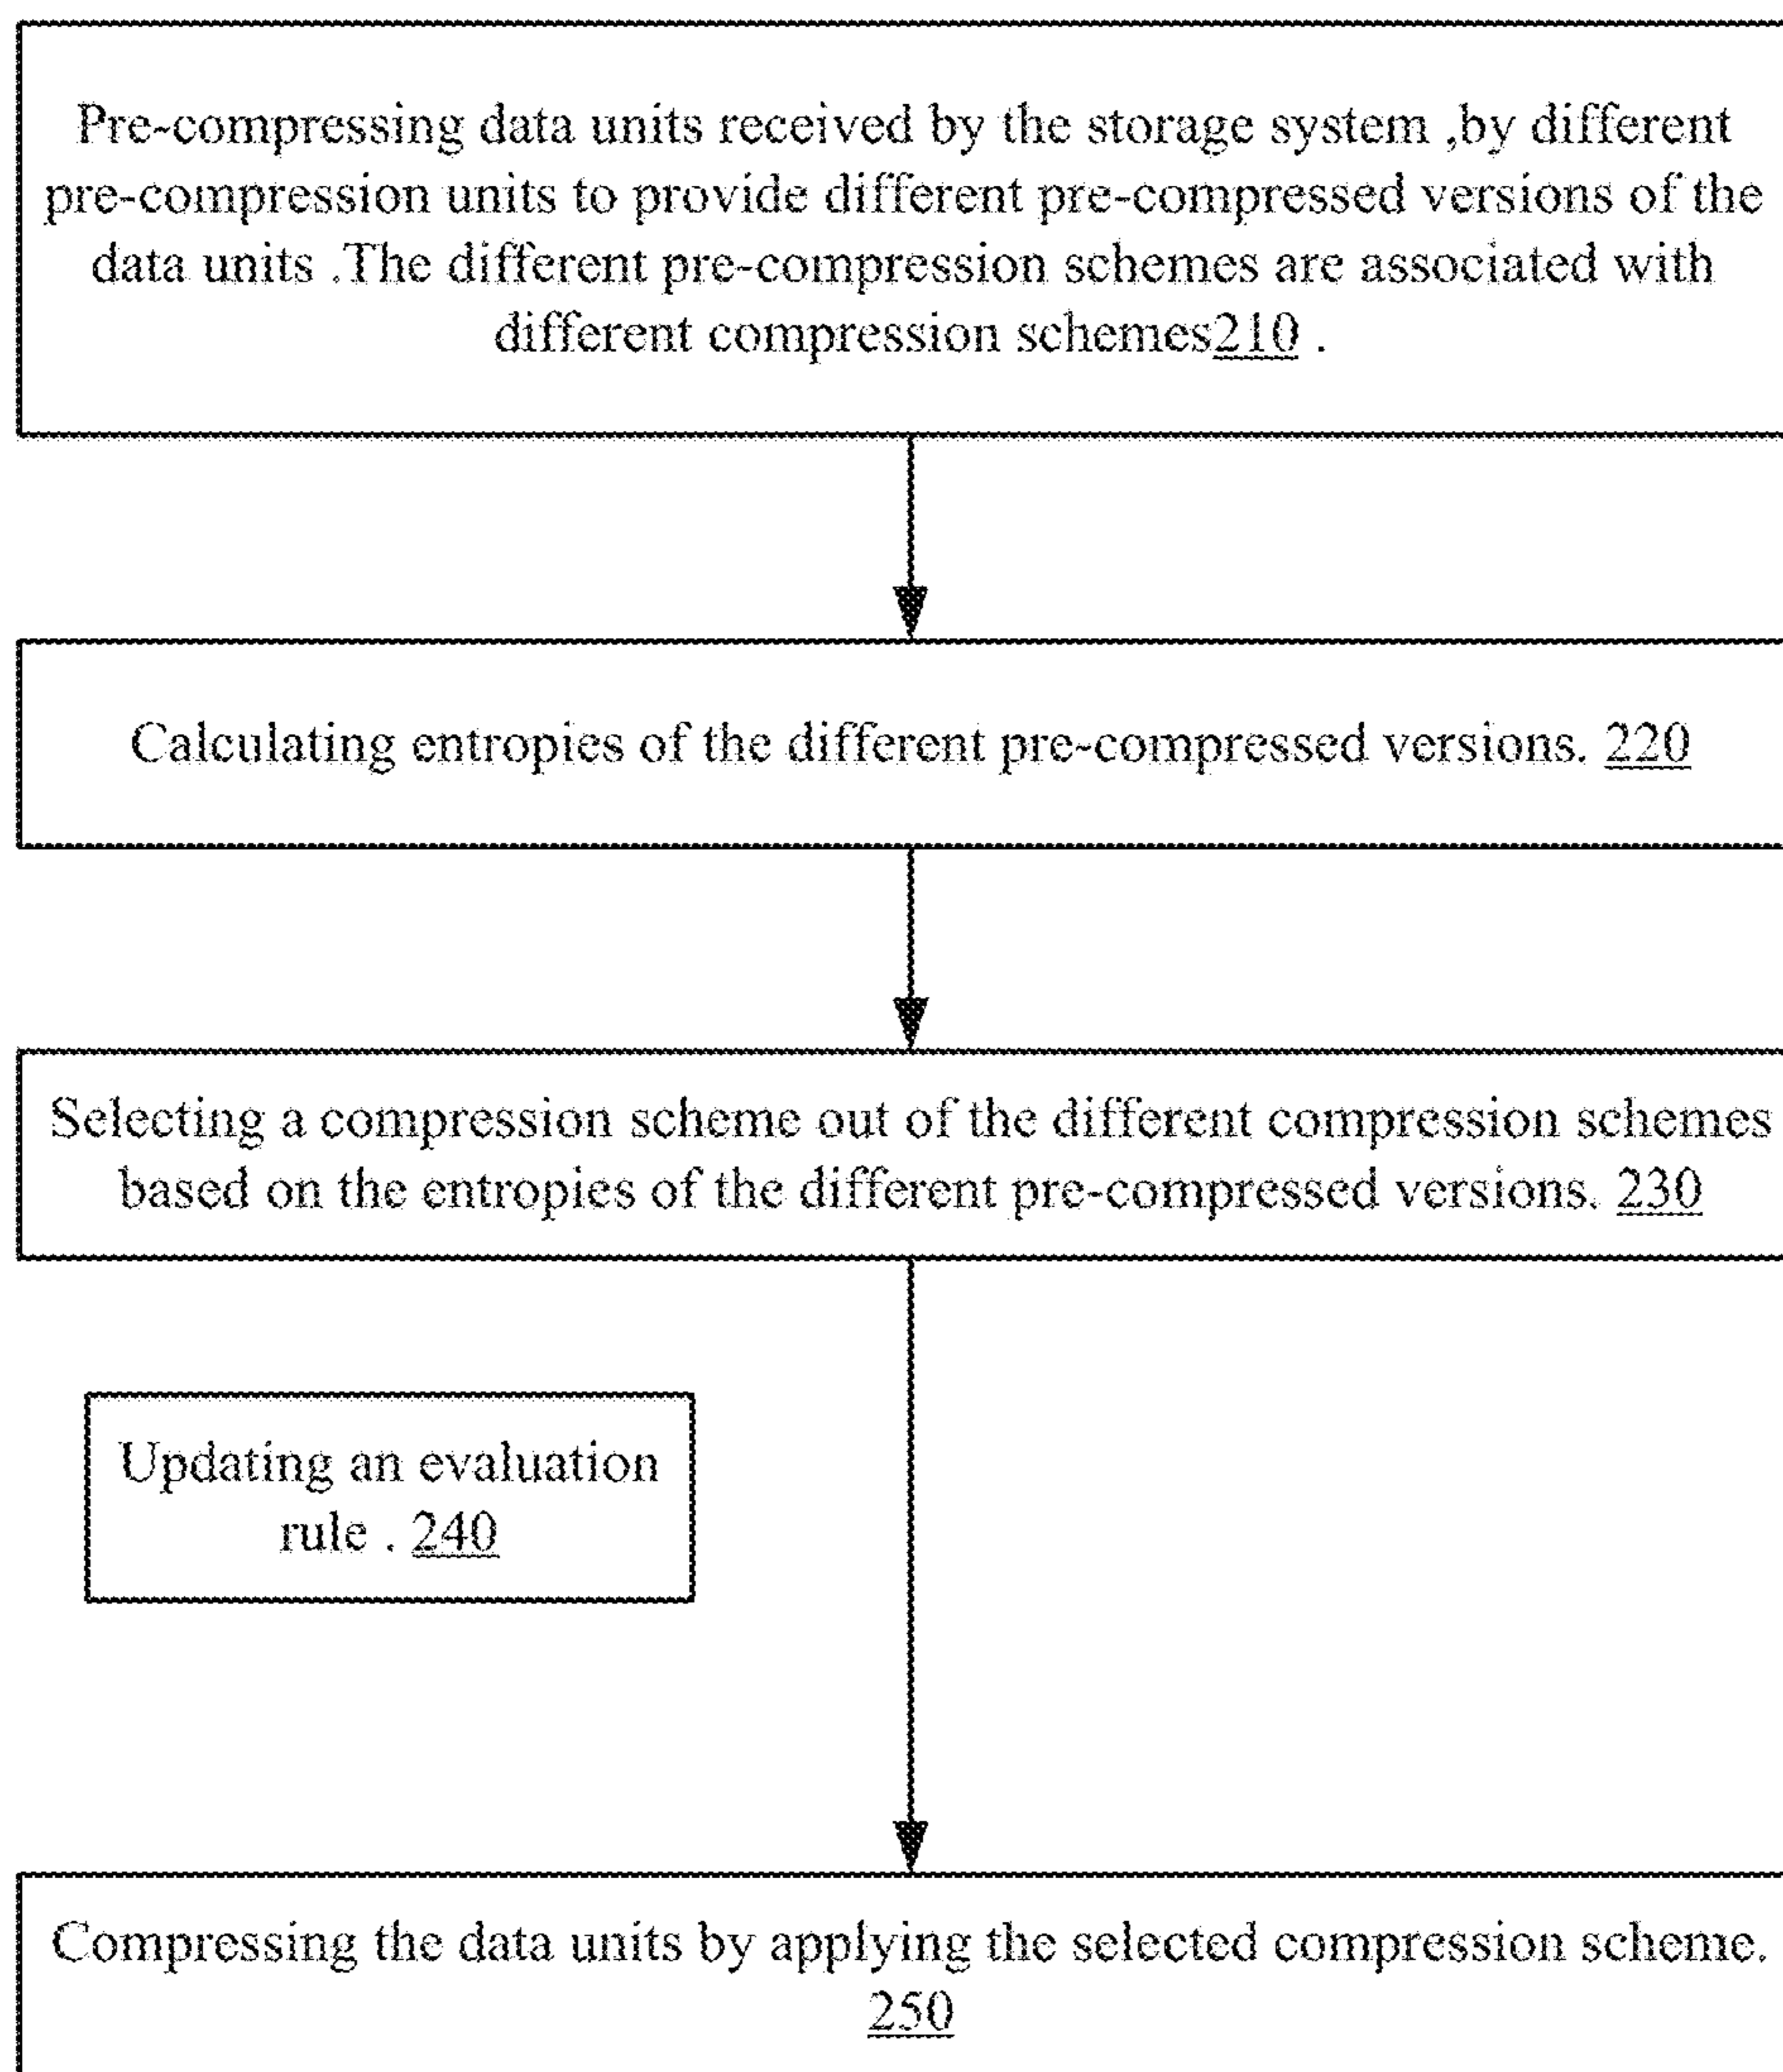 Pre-compressing data units received by the storage system ,by different
pre-compression units to provide different pre-compressed versions of the
data units .The different pre-compression schemes are associated with
different compression schemes210 .
Calculating entropies of the different pre-compressed versions. 220
Selecting a compression scheme out of the different compression schemes
based on the entropies of the different pre-compressed versions. 230
Updating an evaluation
rule . 240
Compressing the data units by applying the selected compression scheme.
250